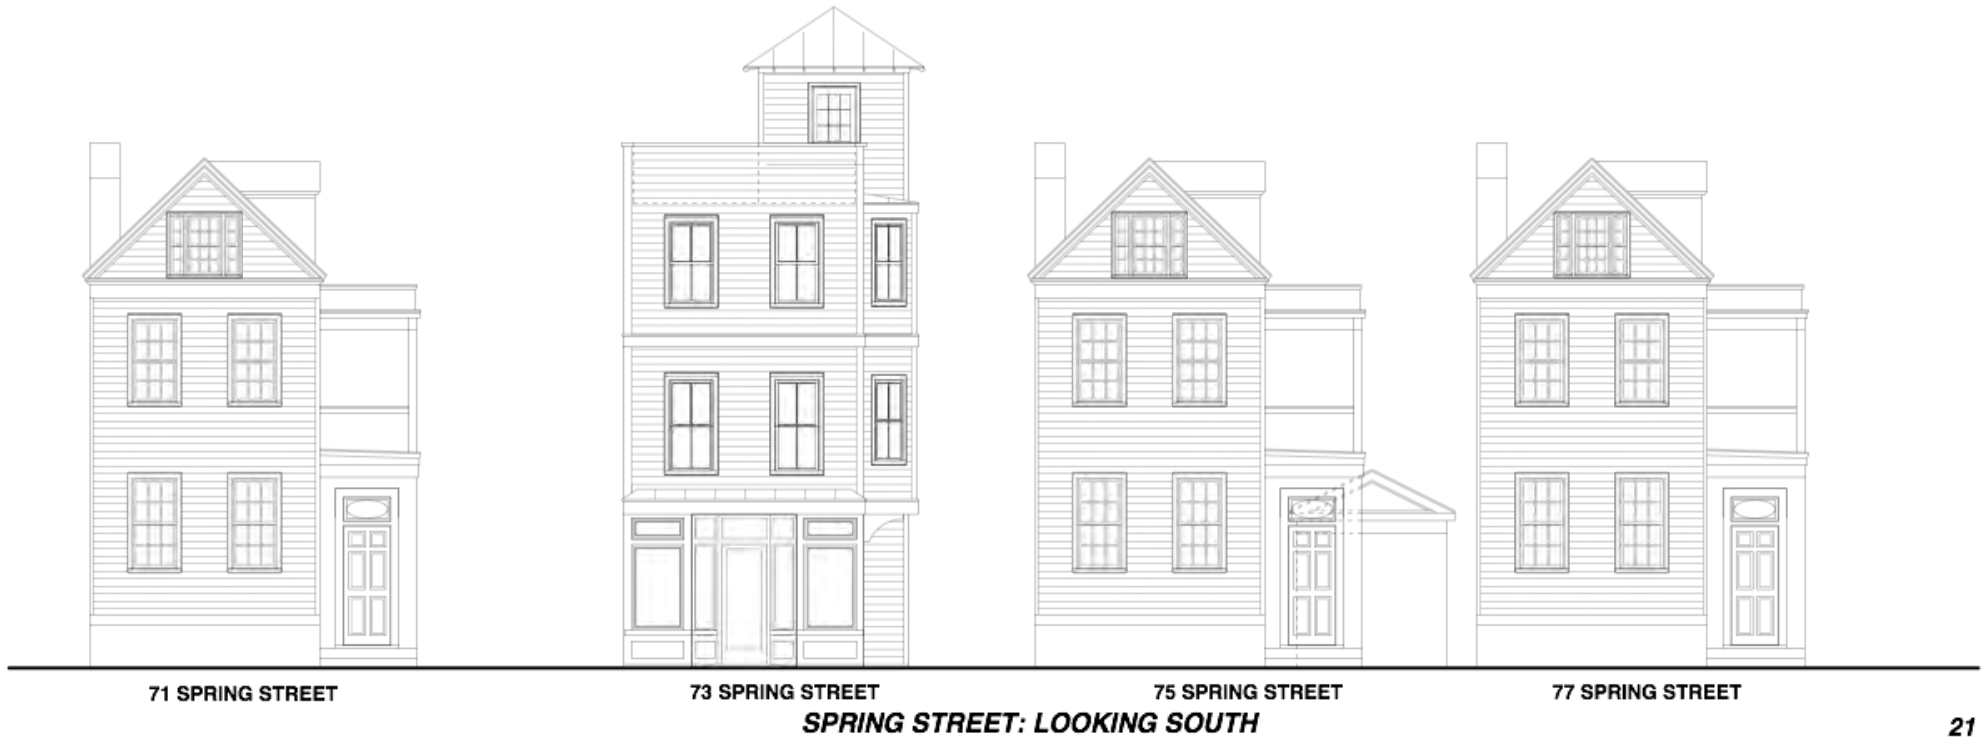 71 SPRING STREET
73 SPRING STREET
75 SPRING STREET
77 SPRING STREET
SPRING STREET: LOOKING SOUTH
21